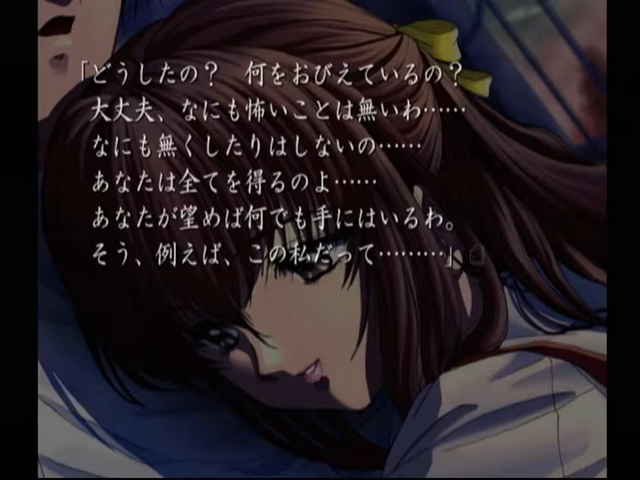 「どうしたの？　何をおびえているの？
大丈夫、なにも怖いことは無いわ……
なにも無くしたりはしないの……
あなたは全てを得るのよ……
あなたが望めば何でも手にはいるわ。
そう、例えば、この私だって………」